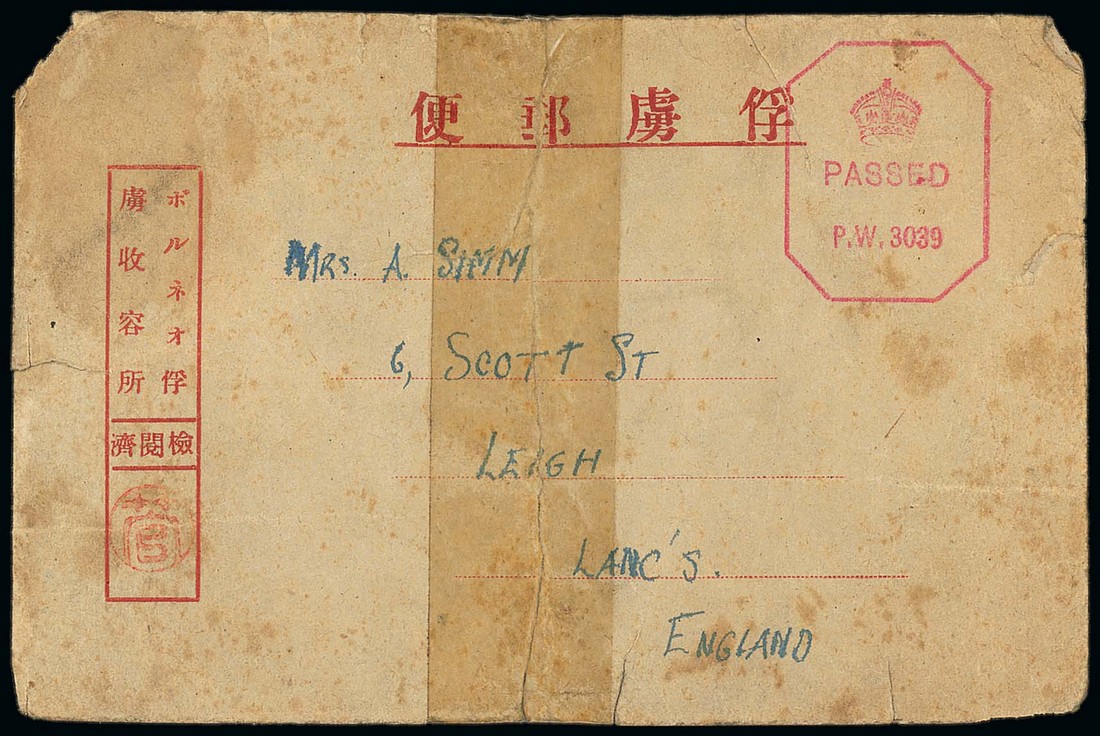 俘虜郵便
PASSED
P.W. 3039
ボルネオ俘
虜收容所
檢閲濟
MRS. A. SIMM
6, SCOTT ST
LEIGH
LANC'S.
ENGLAND